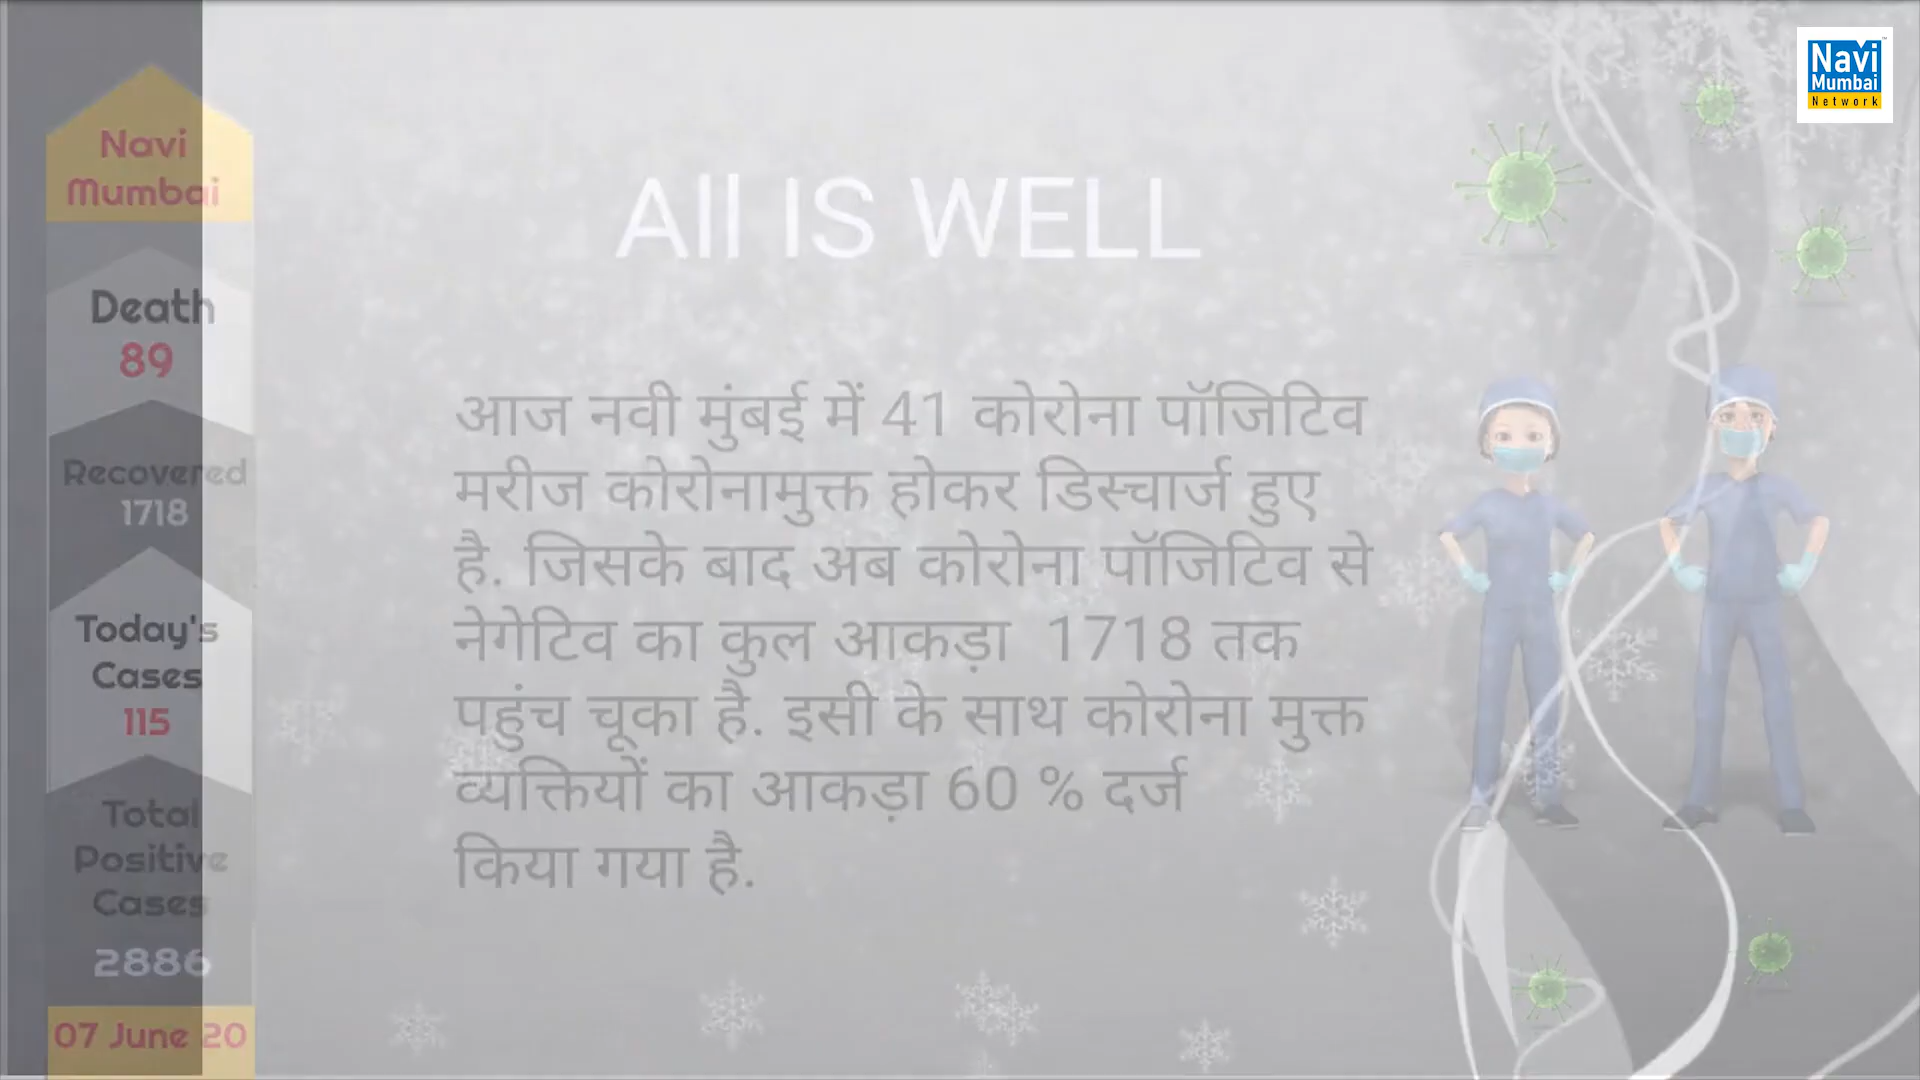 Navi
Mumbai
Death
89
Recovered
1718
Today's
Cases
115
Total
Positive
Cases
2886
07 June 20
All IS WELL
आज नवी मुंबई में 41 कोरोना पॉजिटिव
मरीज कोरोनामुक्त होकर डिस्चार्ज हुए
है. जिसके बाद अब कोरोना पॉजिटिव से
नेगेटिव का कुल आकड़ा 1718 तक
पहुंच चूका है. इसी के साथ कोरोना मुक्त
व्यक्तियों का आकड़ा 60 % दर्ज
किया गया है.
Navi
Mumbai
Network